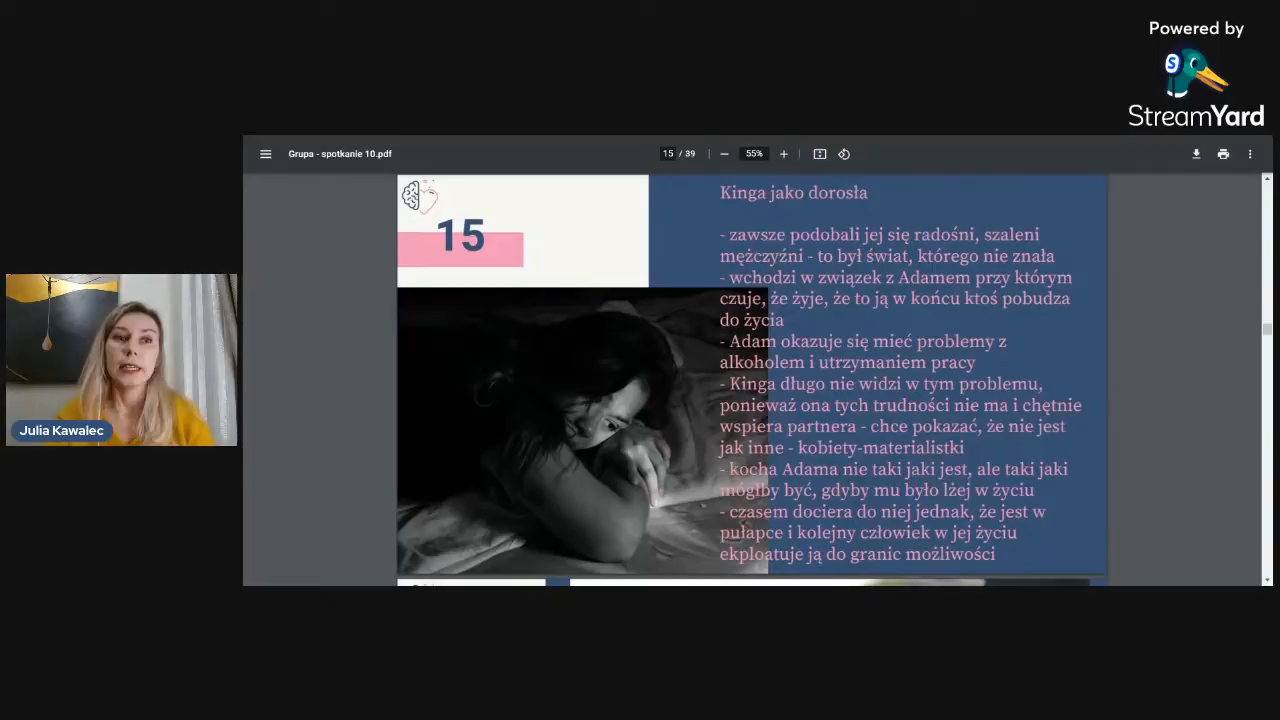 Powered by
StreamYard
Grupa - spotkanie 10.pdf
15 / 39
55%
15
Kinga jako dorosła
- zawsze podobali jej się radośni, szaleni
mężczyźni - to był świat, którego nie znała
- wchodzi w związek z Adamem przy którym
czuje, że żyje, że to ją w końcu ktoś pobudza
do życia
- Adam okazuje się mieć problemy z
alkoholem i utrzymaniem pracy
- Kinga długo nie widzi w tym problemu,
ponieważ ona tych trudności nie ma i chętnie
wspiera partnera - chce pokazać, że nie jest
jak inne - kobiety-materialistki
- kocha Adama nie taki jaki jest, ale taki jaki
mógłby być, gdyby mu było lżej w życiu
- czasem dociera do niej jednak, że jest w
pułapce i kolejny człowiek w jej życiu
ekploatuje ją do granic możliwości
Julia Kawalec